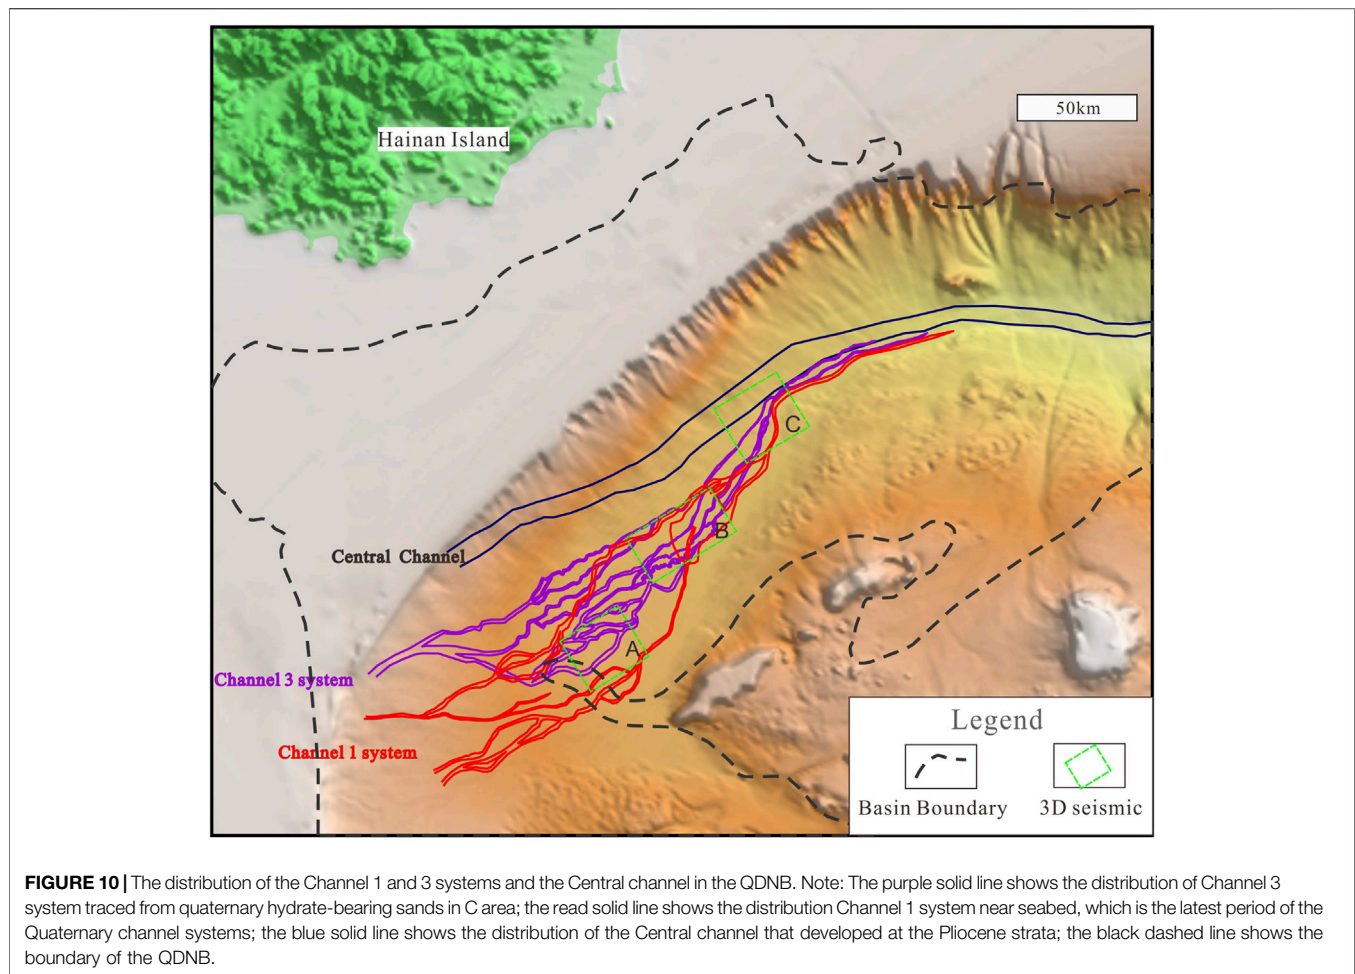 50km
Hainan Island
C
B
Central Channel
A
Channel 3 system
Channel 1 system
Legend
Basin Boundary
3D seismic
FIGURE 10 | The distribution of the Channel 1 and 3 systems and the Central channel in the QDNB. Note: The purple solid line shows the distribution of Channel 3
system traced from quaternary hydrate-bearing sands in C area; the read solid line shows the distribution Channel 1 system near seabed, which is the latest period of the
Quaternary channel systems; the blue solid line shows the distribution of the Central channel that developed at the Pliocene strata; the black dashed line shows the
boundary of the QDNB.